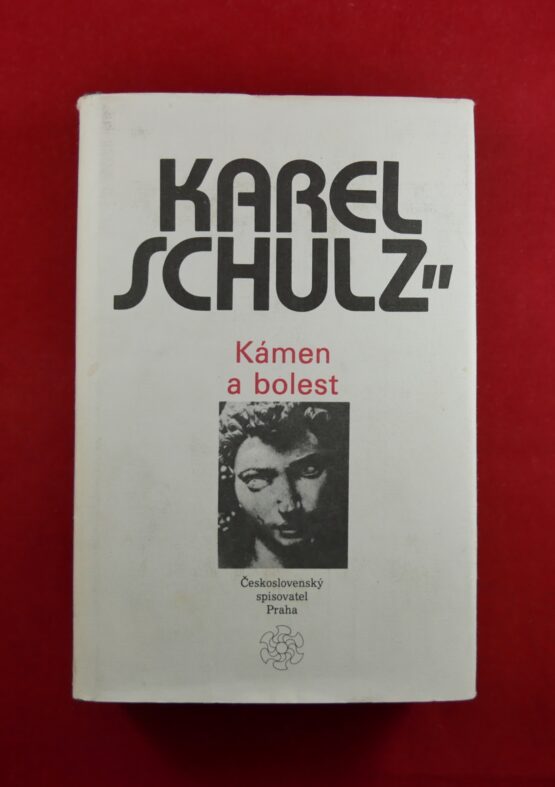 KAREL
SCHULZ"
Kámen
a bolest
Československý
spisovatel
Praha